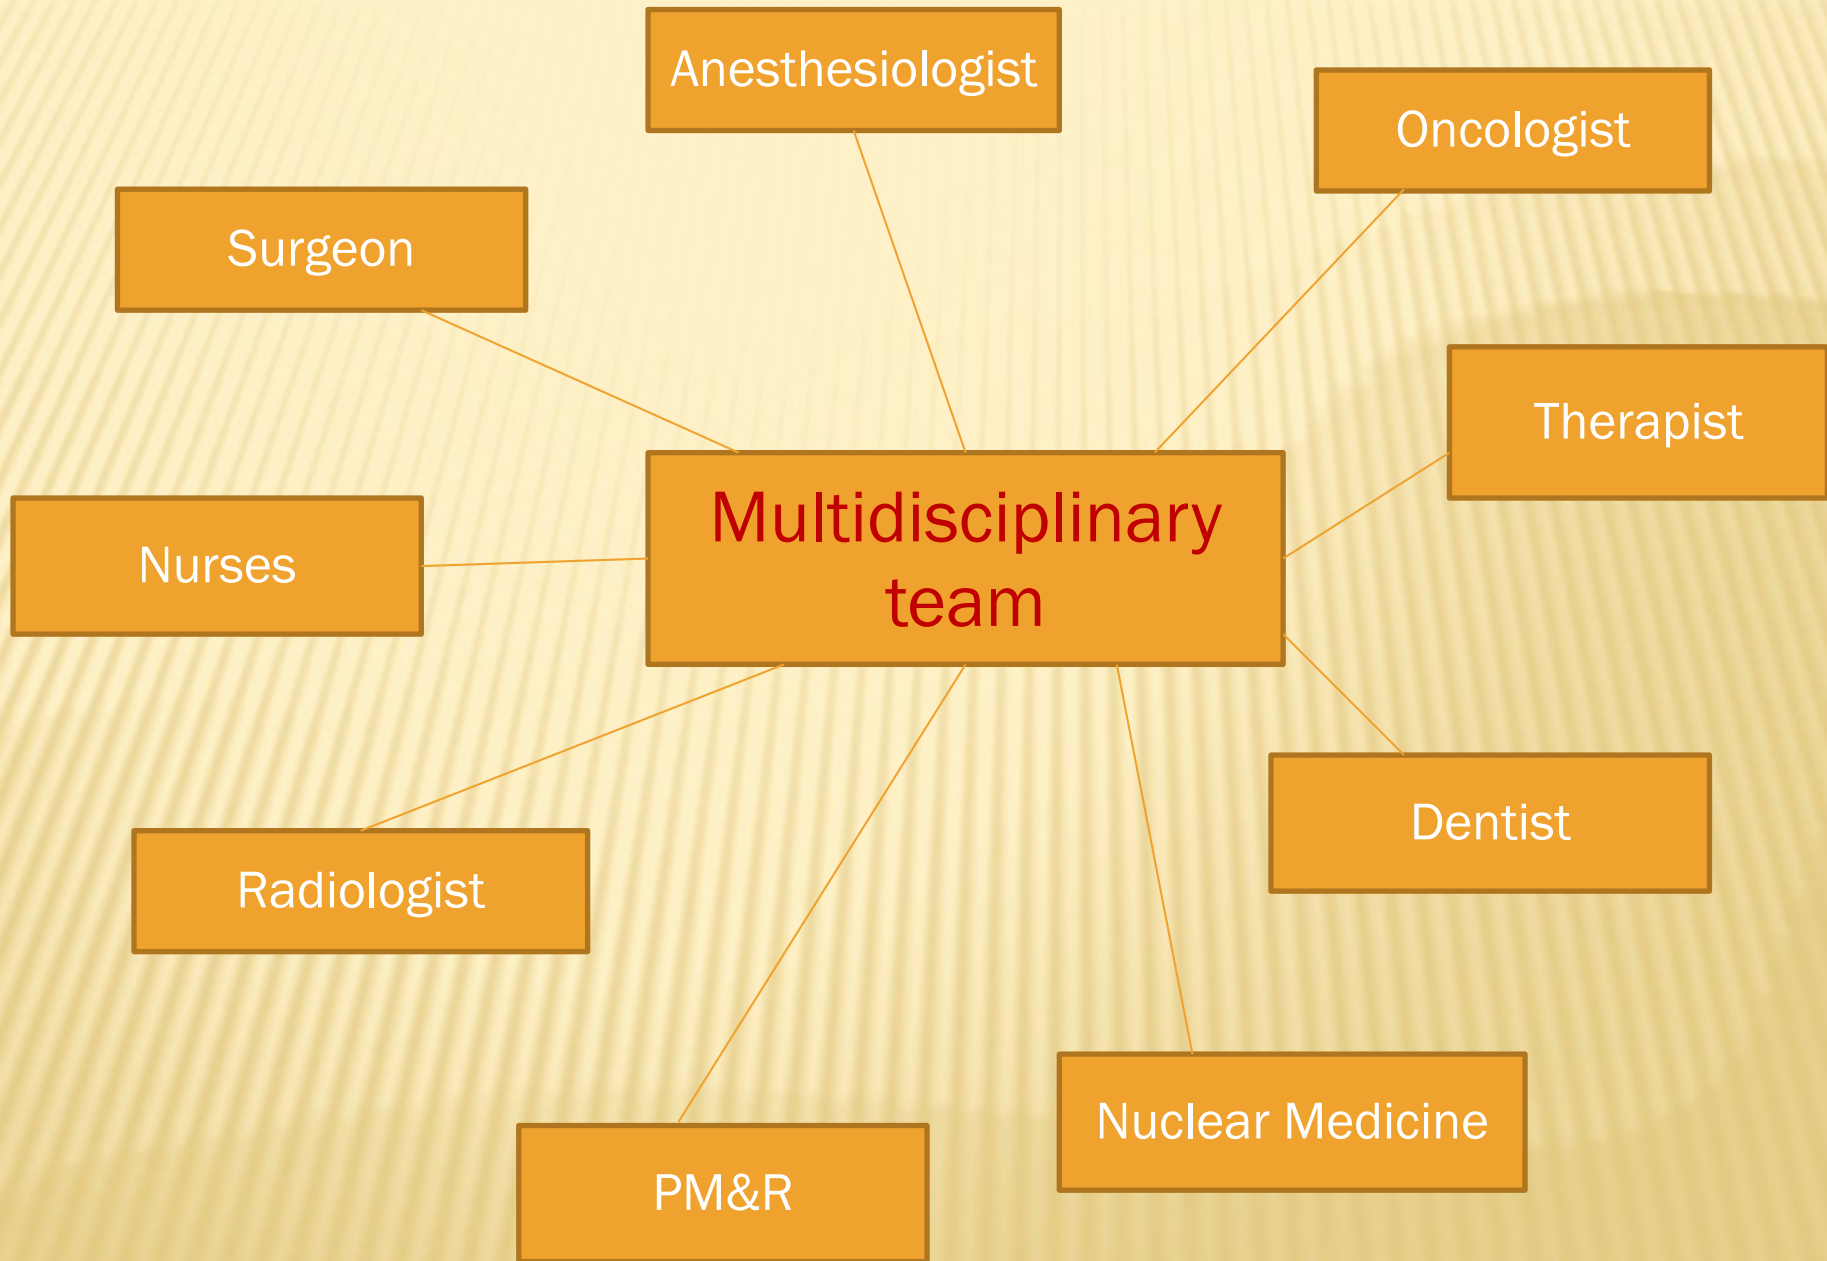 Anesthesiologist
Oncologist
Surgeon
Therapist
Multidisciplinary
team
Nurses
Dentist
Radiologist
Nuclear Medicine
PM&R